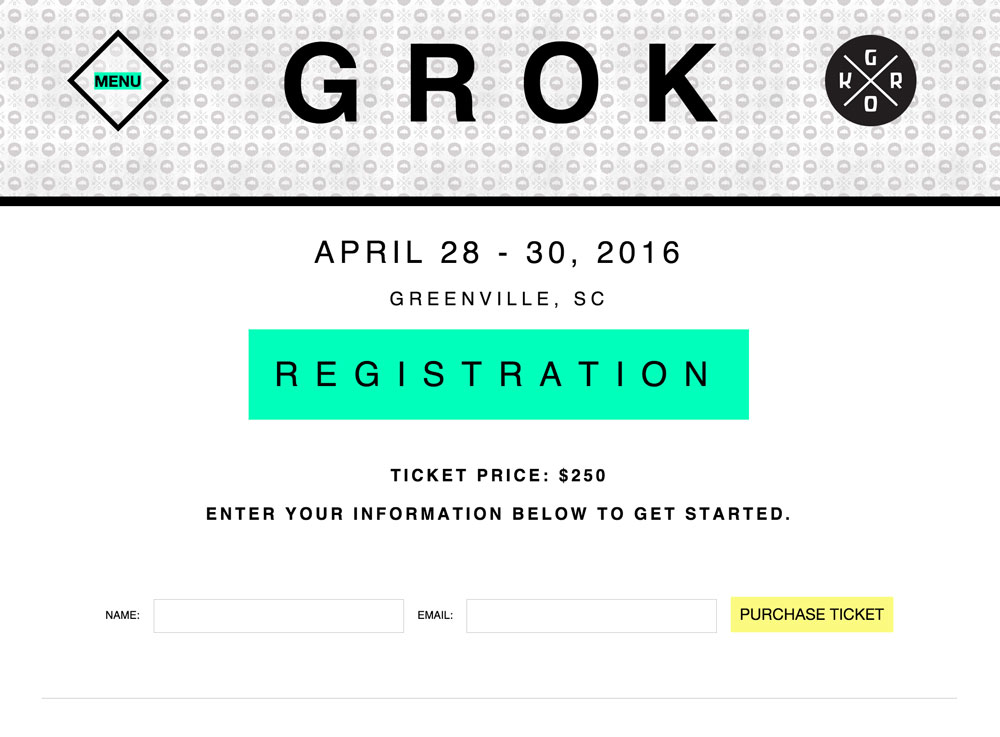 MENU
GROK
G
K R
O
APRIL 28 - 30, 2016
GREENVILLE, SC
REGISTRATION
TICKET PRICE: $250
ENTER YOUR INFORMATION BELOW TO GET STARTED.
NAME: EMAIL: PURCHASE TICKET